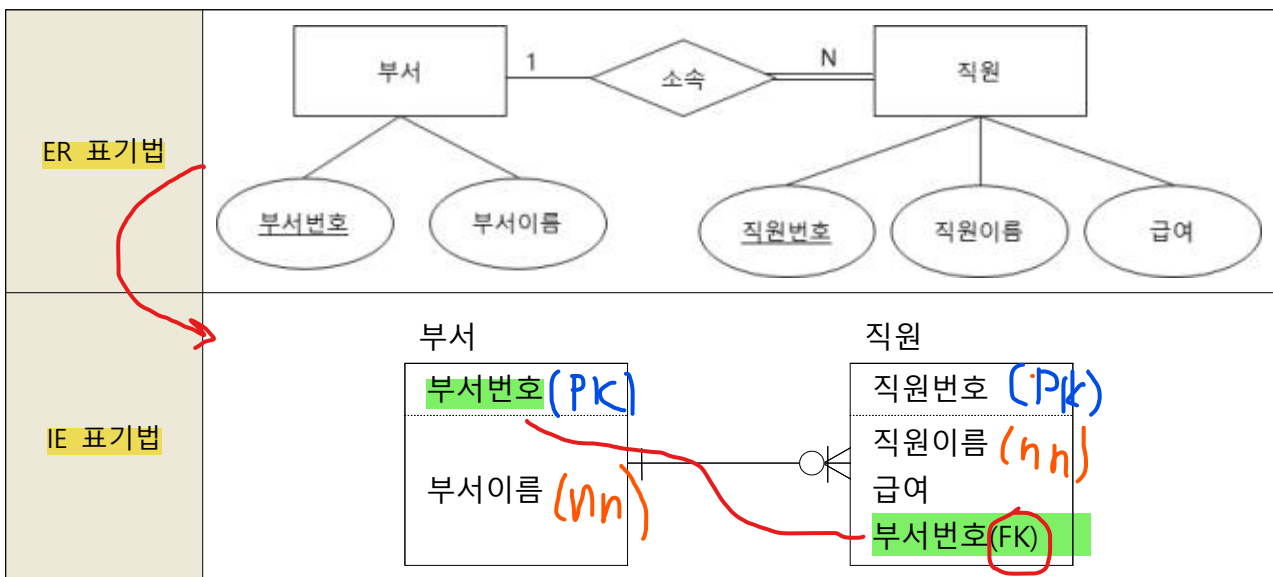 ER 표기법
부서
1
소속
N
직원
부서번호
부서이름
직원번호
직원이름
급여
IE 표기법
부서
부서번호(PK)
부서이름(nn)
직원
직원번호(PK)
직원이름(nn)
급여
부서번호(FK)